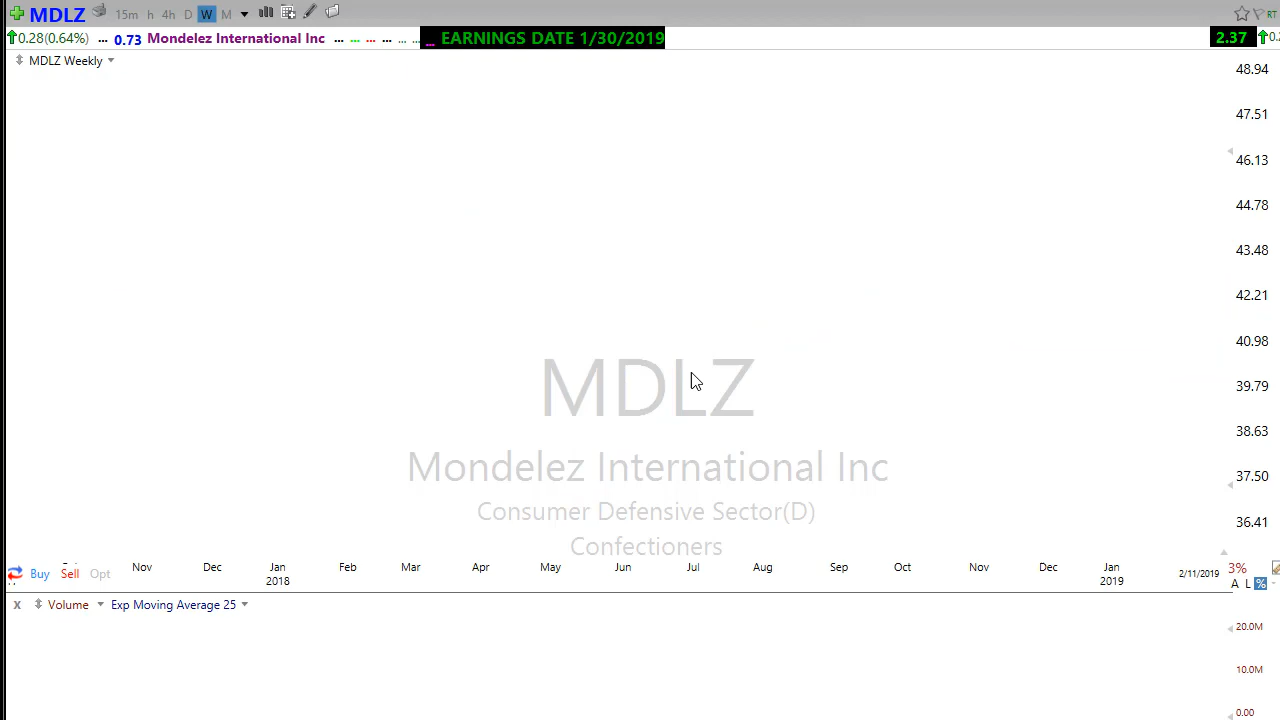 MDLZ 15m h 4h D W M RT
0.28(0.64%) ... 0.73 Mondelez International Inc ... ... ... ... ... ... ... EARNINGS DATE 1/30/2019 2.37
MDLZ Weekly
48.94
47.51
46.13
44.78
43.48
42.21
40.98
39.79
38.63
37.50
36.41
MDLZ
Mondelez International Inc
Consumer Defensive Sector(D)
Confectioners
Nov Dec Jan Feb Mar Apr May Jun Jul Aug Sep Oct Nov Dec Jan
2018 2019 2/11/2019
Buy Sell Opt 3%
A L %
X Volume Exp Moving Average 25
20.0M
10.0M
0.00